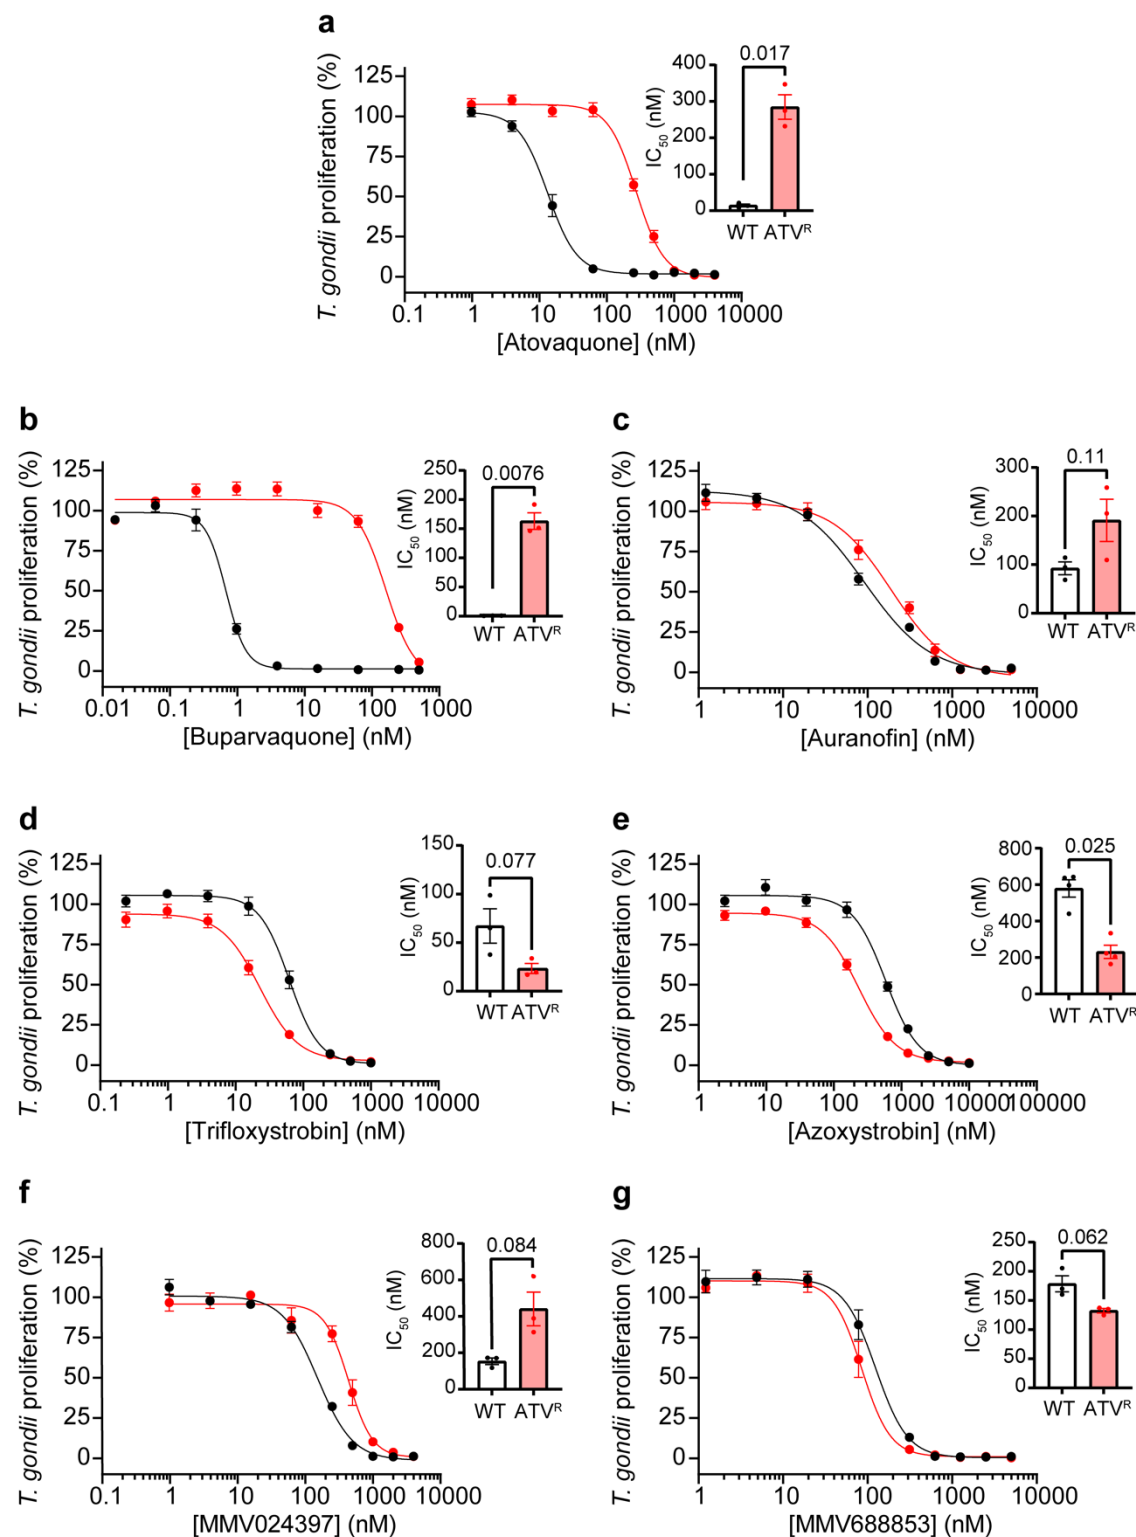 a
T. gondii proliferation (%)
125
100
75
50
25
0
0.1
10
100
1000
10000
[Atovaquone] (nM)
IC50 (nM)
400
300
200
100
0
0.017
WT
ATVR
b
T. gondii proliferation (%)
125
100
75
50
25
0
0.01
0.1
1
10
100
1000
[Buparvaquone] (nM)
IC50 (nM)
250
200
150
100
50
0
0.0076
WT
ATVR
c
T. gondii proliferation (%)
125
100
75
50
25
0
1
10
100
1000
10000
[Auranofin] (nM)
IC50 (nM)
300
200
100
0
0.11
WT
ATVR
d
T. gondii proliferation (%)
125
100
75
50
25
0
0.1
1
10
100
1000
10000
[Trifloxystrobin] (nM)
IC50 (nM)
150
100
50
0
0.077
WT
ATVR
e
T. gondii proliferation (%)
125
100
75
50
25
0
1
10
100
1000
10000
100000
[Azoxystrobin] (nM)
IC50 (nM)
800
600
400
200
0
0.025
WT
ATVR
f
T. gondii proliferation (%)
125
100
75
50
25
0
0.1
1
10
100
1000
10000
[MMV024397] (nM)
IC50 (nM)
800
600
400
200
0
0.084
WT
ATVR
g
T. gondii proliferation (%)
125
100
75
50
25
0
1
10
100
1000
10000
[MMV688853] (nM)
IC50 (nM)
250
200
150
100
50
0
0.062
WT
ATVR